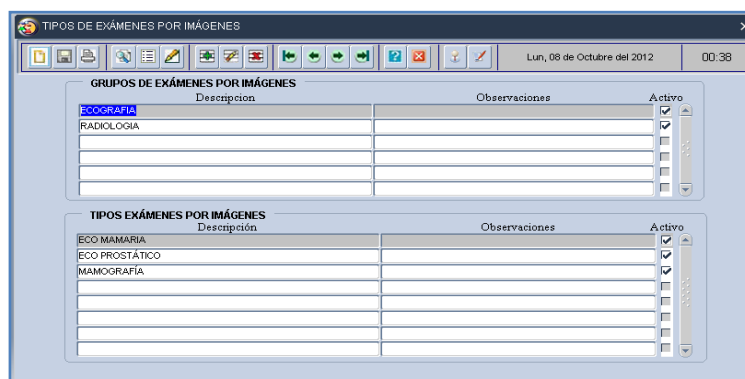 TIPOS DE EXÁMENES POR IMÁGENES
Lun, 08 de Octubre del 2012 00:38
GRUPOS DE EXÁMENES POR IMÁGENES
Descripcion Observaciones Activo
ECOGRAFIA
RADIOLOGIA
TIPOS EXÁMENES POR IMÁGENES
Descripción Observaciones Activo
ECO MAMARIA
ECO PROSTÁTICO
MAMOGRAFÍA